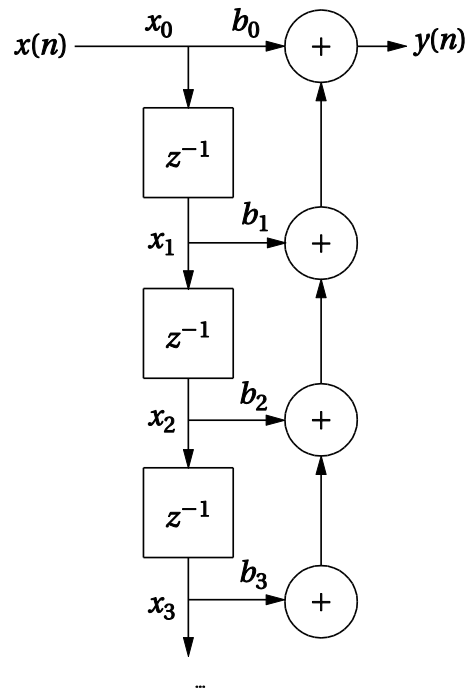 x₀ b₀
x(n) + y(n)
z⁻¹
b₁
x₁ +
z⁻¹
b₂
x₂ +
z⁻¹
b₃
x₃ +
...